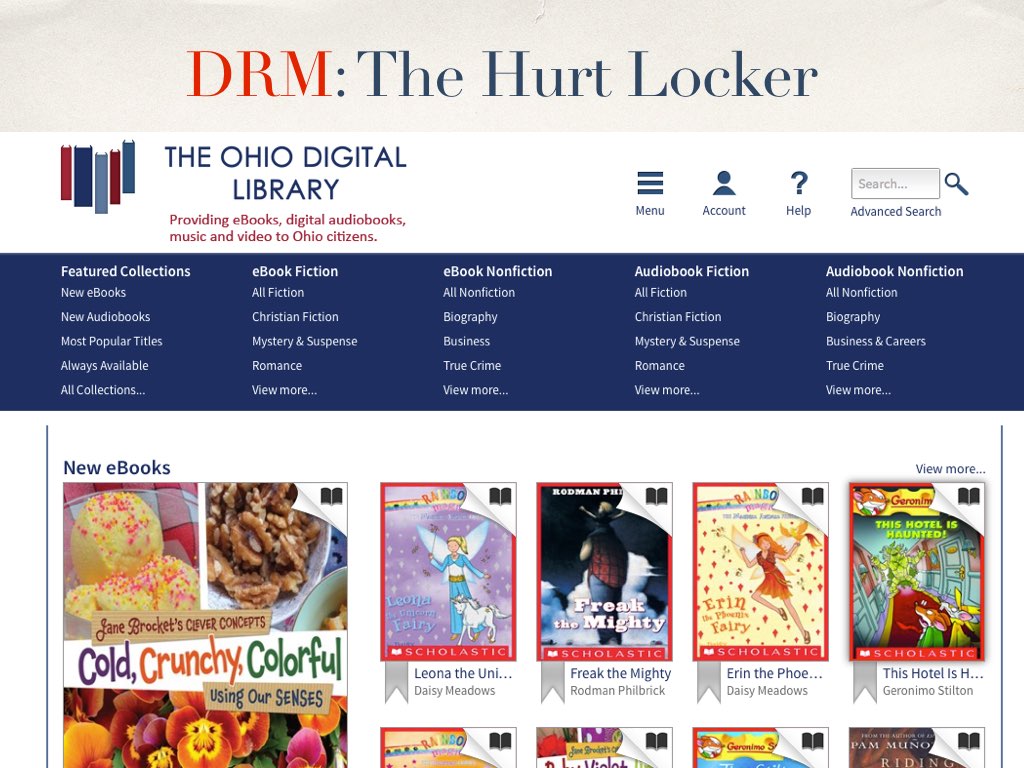 DRM: The Hurt Locker
THE OHIO DIGITAL
LIBRARY
Providing eBooks, digital audiobooks,
music and video to Ohio citizens.
Menu
Account
?
Help
Search...
Advanced Search
Featured Collections
New eBooks
New Audiobooks
Most Popular Titles
Always Available
All Collections...
eBook Fiction
All Fiction
Christian Fiction
Mystery & Suspense
Romance
View more...
eBook Nonfiction
All Nonfiction
Biography
Business
True Crime
View more...
Audiobook Fiction
All Fiction
Christian Fiction
Mystery & Suspense
Romance
View more...
Audiobook Nonfiction
All Nonfiction
Biography
Business & Careers
True Crime
View more...
New eBooks
View more...
Jane Brocket's CLEVER CONCEPTS
Cold, Crunchy, Colorful
Using Our SENSES
Leona
the Unicorn
Fairy
SCHOLASTIC
Leona the Uni...
Daisy Meadows
RODMAN PHI
Freak
the Mighty
SCHOLASTIC
Freak the Mighty
Rodman Philbrick
Erin
the Phoenix
Fairy
SCHOLASTIC
Erin the Phoe...
Daisy Meadows
Geronim
THIS HOTEL IS
HAUNTED!
SCHOLASTIC
This Hotel Is H...
Geronimo Stilton
Geronimo S
PAM MUNO
RIDING